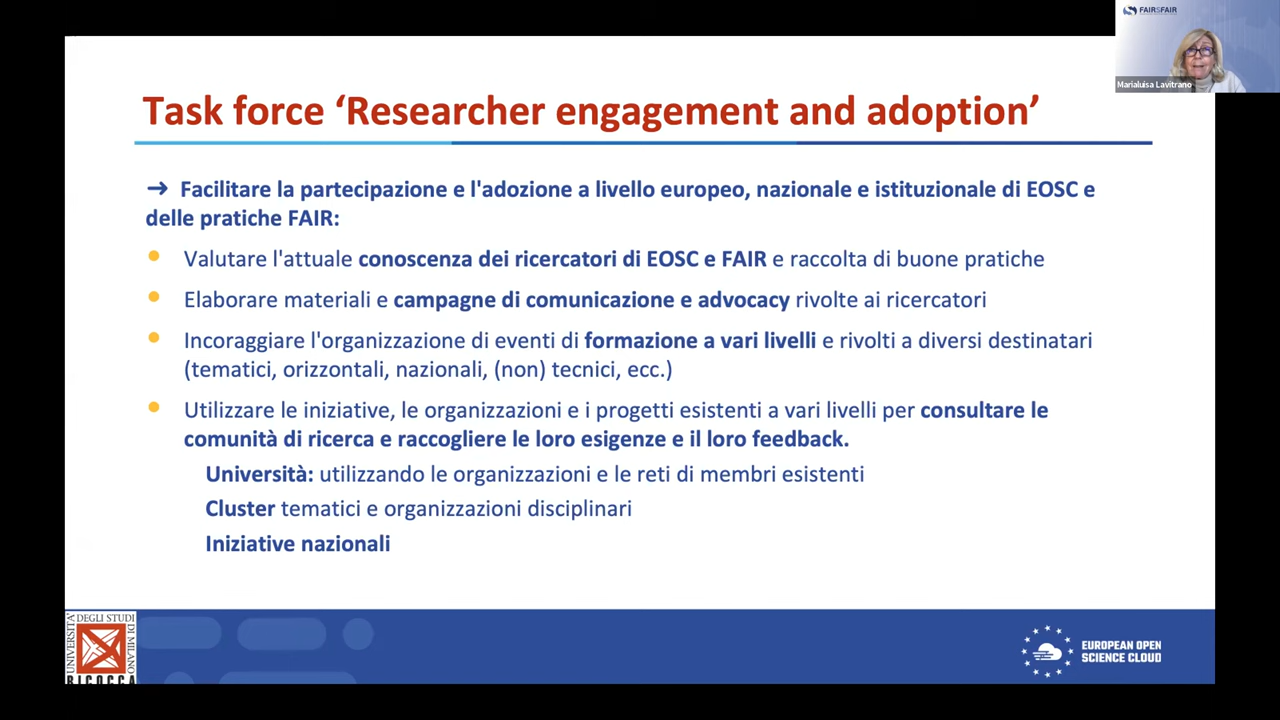 FAIRsFAIR
Marialuisa Lavitrano
Task force ‘Researcher engagement and adoption’
➜ Facilitare la partecipazione e l'adozione a livello europeo, nazionale e istituzionale di EOSC e
delle pratiche FAIR:
• Valutare l'attuale conoscenza dei ricercatori di EOSC e FAIR e raccolta di buone pratiche
• Elaborare materiali e campagne di comunicazione e advocacy rivolte ai ricercatori
• Incoraggiare l'organizzazione di eventi di formazione a vari livelli e rivolti a diversi destinatari
(tematici, orizzontali, nazionali, (non) tecnici, ecc.)
• Utilizzare le iniziative, le organizzazioni e i progetti esistenti a vari livelli per consultare le
comunità di ricerca e raccogliere le loro esigenze e il loro feedback.
Università: utilizzando le organizzazioni e le reti di membri esistenti
Cluster tematici e organizzazioni disciplinari
Iniziative nazionali
UNIVERSITA'
DEGLI STUDI
DI MILANO
BICOCCA
EUROPEAN OPEN
SCIENCE CLOUD